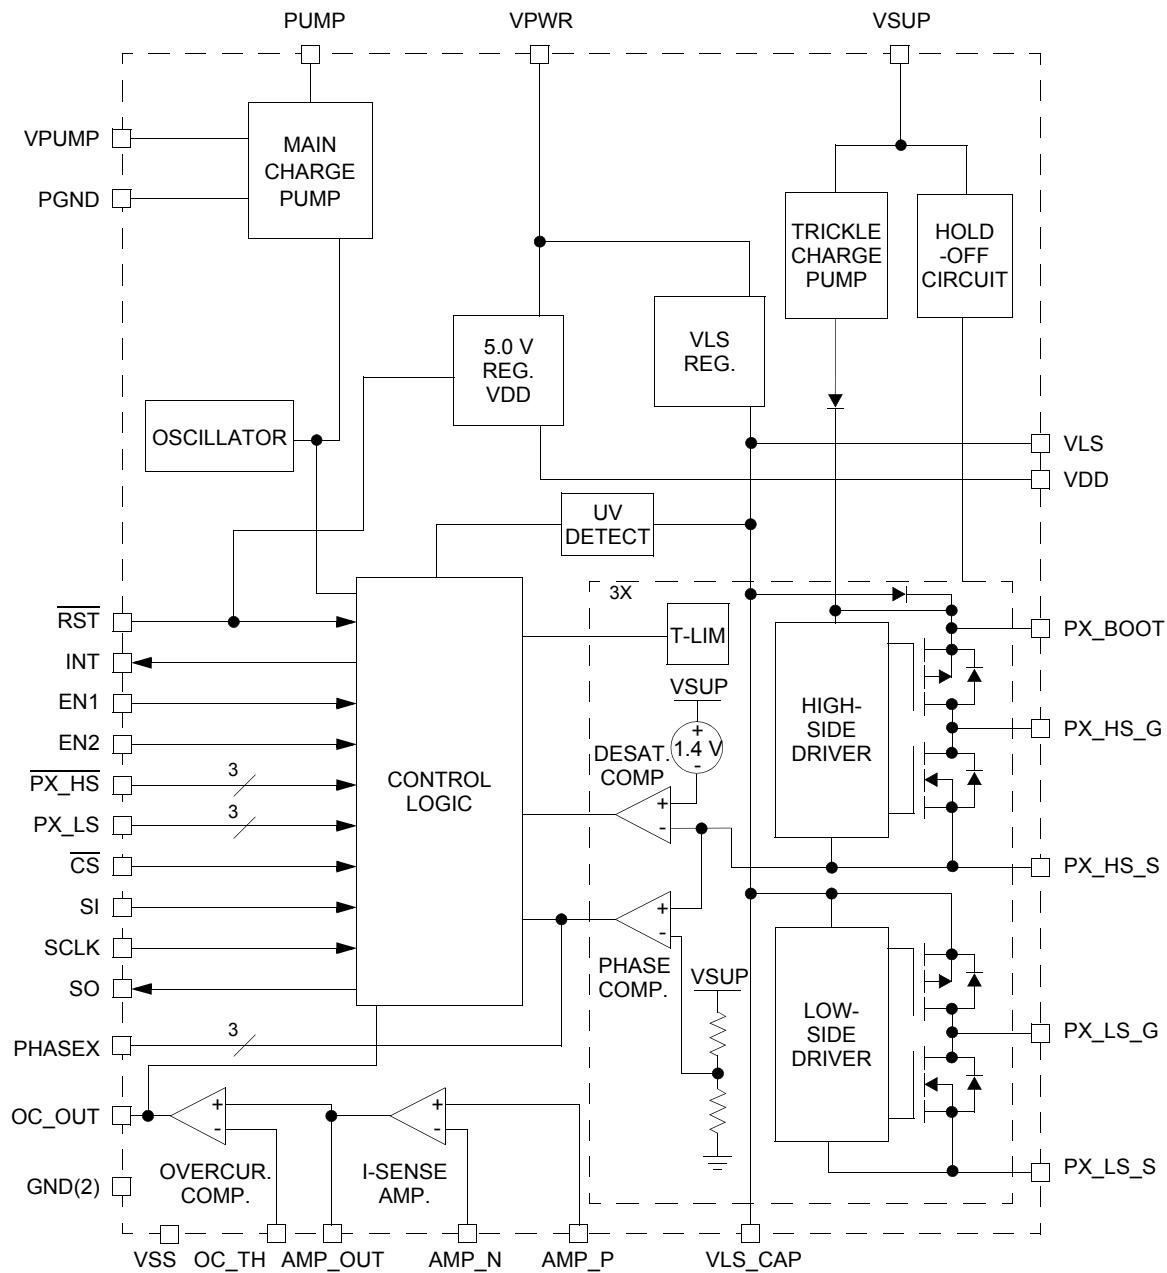 PUMP
VPWR
VSUP
VPUMP
PGND
MAIN
CHARGE
PUMP
TRICKLE
CHARGE
PUMP
HOLD
-OFF
CIRCUIT
5.0 V
REG.
VDD
VLS
REG.
OSCILLATOR
VLS
VDD
UV
DETECT
3X
RST
INT
EN1
EN2
PX_HS
3
PX_LS
3
CS
SI
SCLK
SO
PHASEX
3
OC_OUT
GND(2)
CONTROL
LOGIC
T-LIM
VSUP
+
1.4 V
-
DESAT.
COMP.
+
-
+
-
PHASE
COMP.
VSUP
HIGH-
SIDE
DRIVER
LOW-
SIDE
DRIVER
PX_BOOT
PX_HS_G
PX_HS_S
PX_LS_G
PX_LS_S
+
-
OVERCUR.
COMP.
+
-
I-SENSE
AMP.
VSS
OC_TH
AMP_OUT
AMP_N
AMP_P
VLS_CAP